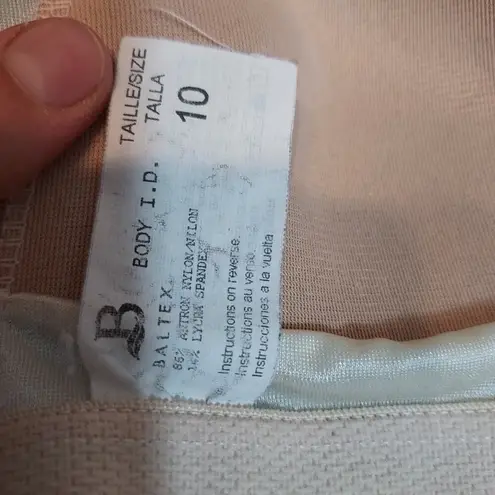 TAILLE/SIZE
TALLA
10
BODY I.D.
B
BALTEX
86% ANTRON NYLON/NILON
14% LYCRA SPANDEX
Instructions on reverse.
Instructions au verso.
Instrucciones a la vuelta